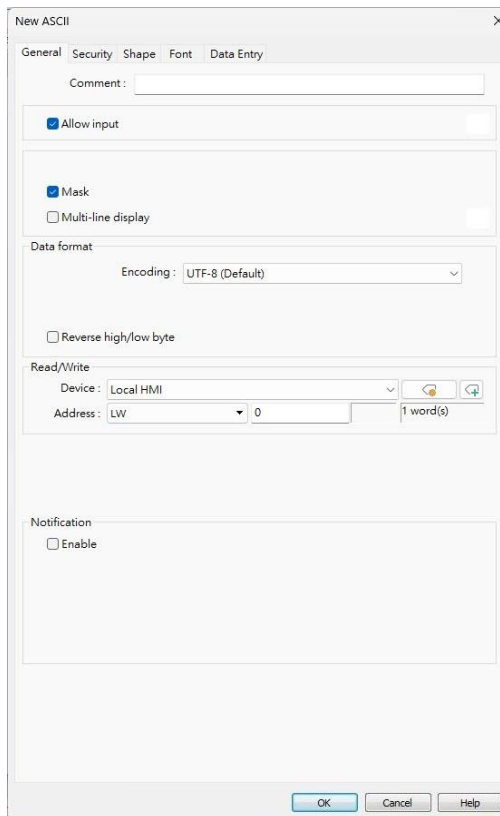 New ASCII
General Security Shape Font Data Entry
Comment :
Allow input
Mask
Multi-line display
Data format
Encoding : UTF-8 (Default)
Reverse high/low byte
Read/Write
Device : Local HMI
Address : LW 0 1 word(s)
Notification
Enable
OK Cancel Help